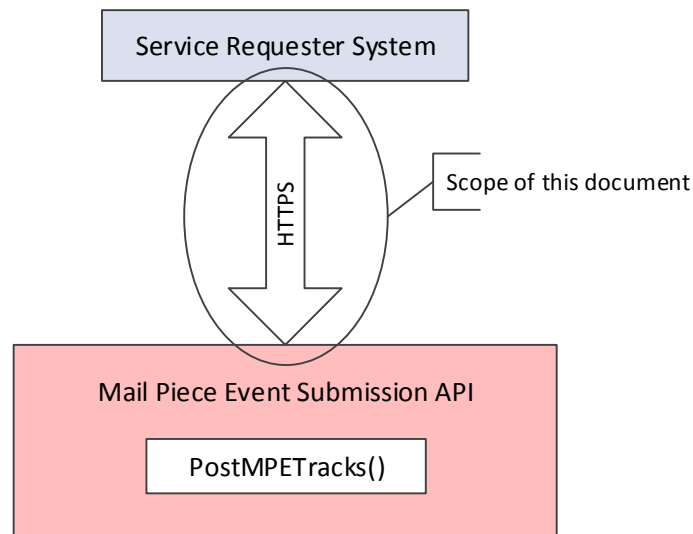 Service Requester System
HTTPS
Scope of this document
Mail Piece Event Submission API
PostMPETracks()